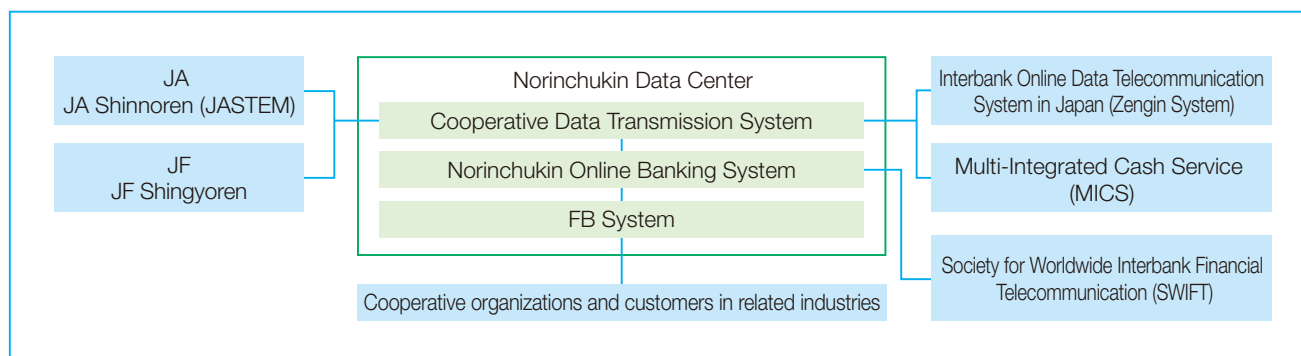 JA
JA Shinnoren (JASTEM)
JF
JF Shingyoren
Norinchukin Data Center
Cooperative Data Transmission System
Norinchukin Online Banking System
FB System
Cooperative organizations and customers in related industries
Interbank Online Data Telecommunication
System in Japan (Zengin System)
Multi-Integrated Cash Service
(MICS)
Society for Worldwide Interbank Financial
Telecommunication (SWIFT)